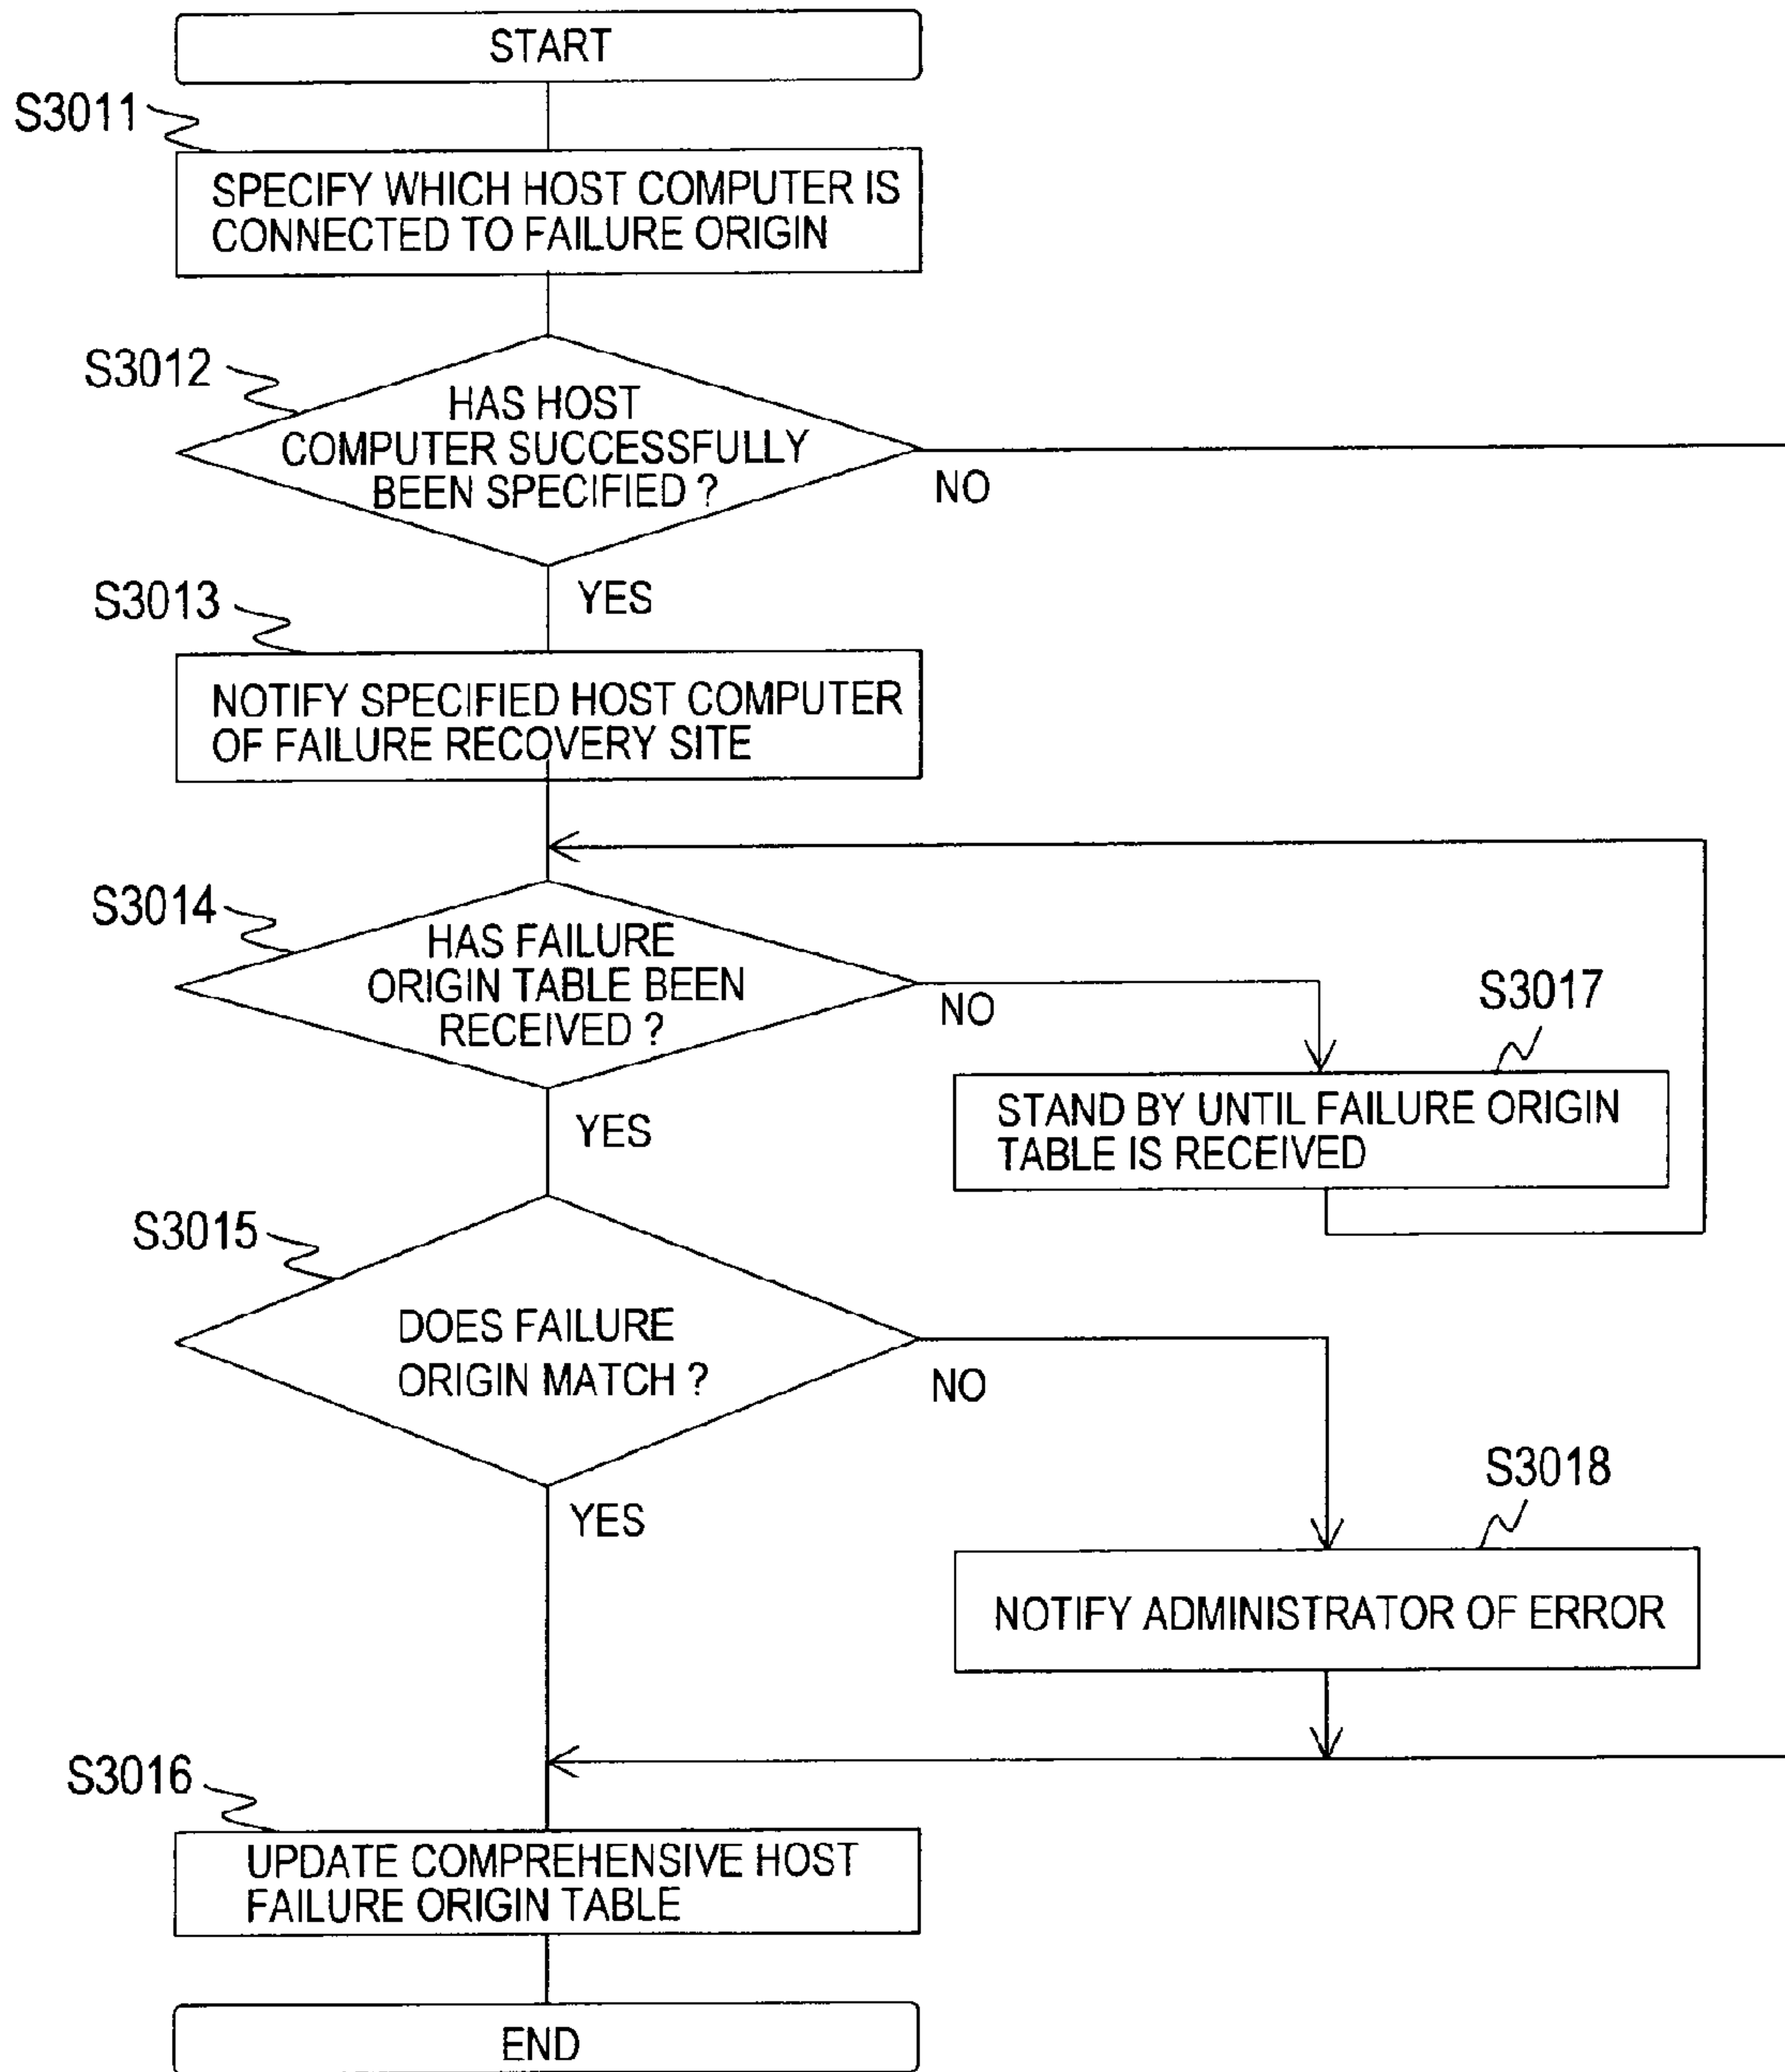 START
S3011
SPECIFY WHICH HOST COMPUTER IS
CONNECTED TO FAILURE ORIGIN
S3012
HAS HOST
COMPUTER SUCCESSFULLY
BEEN SPECIFIED ?
NO
YES
S3013
NOTIFY SPECIFIED HOST COMPUTER
OF FAILURE RECOVERY SITE
S3014
HAS FAILURE
ORIGIN TABLE BEEN
RECEIVED ?
NO
YES
S3017
STAND BY UNTIL FAILURE ORIGIN
TABLE IS RECEIVED
S3015
DOES FAILURE
ORIGIN MATCH ?
NO
YES
S3018
NOTIFY ADMINISTRATOR OF ERROR
S3016
UPDATE COMPREHENSIVE HOST
FAILURE ORIGIN TABLE
END